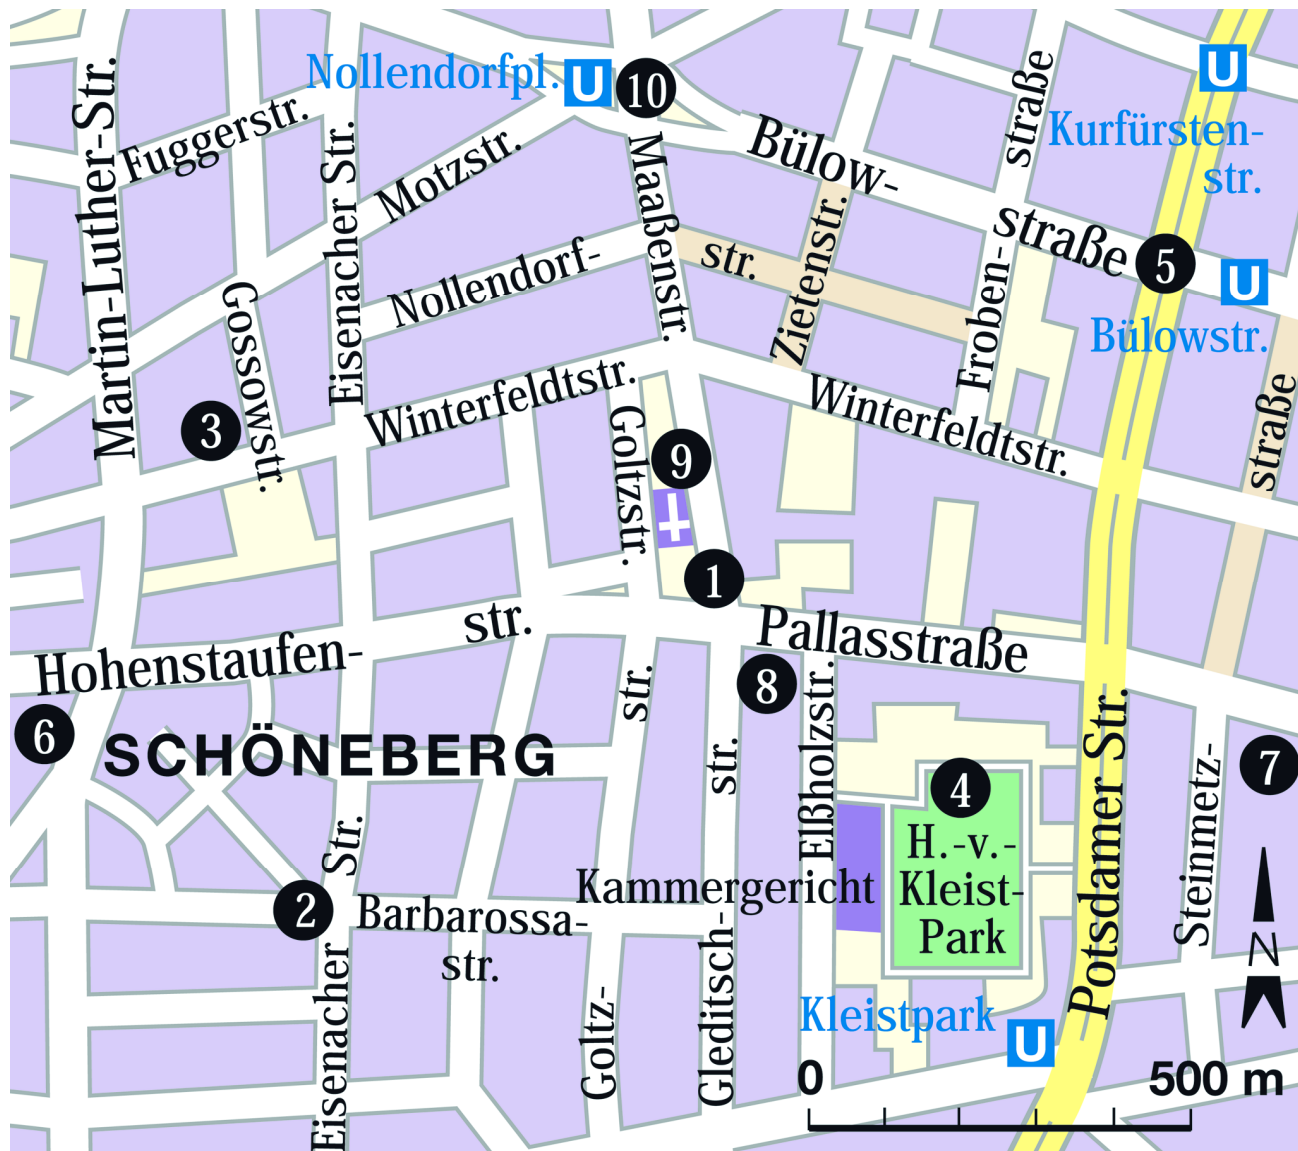 Nollendorfpl.
U
10
U
Martin-Luther-Str.
Fuggerstr.
Eisenacher Str.
Motzstr.
Maaßenstr.
Bülow-
straße
Kurfürsten-
str.
Nollendorf-
str.
Zietenstr.
Froben-
straße
5
U
Bülowstr.
Gossowstr.
3
Winterfeldtstr.
Goltzstr.
9
Winterfeldtstr.
straße
1
Hohenstaufen-
str.
Pallasstraße
6
SCHÖNEBERG
str.
8
str.
Elßholzstr.
4
H.-v.-
Kleist-
Park
Potsdamer Str.
Steinmetz-
7
2
Eisenacher
Str.
Barbarossa-
str.
Kammergericht
Goltz-
Gleditsch-
Kleistpark
U
N
0
500 m